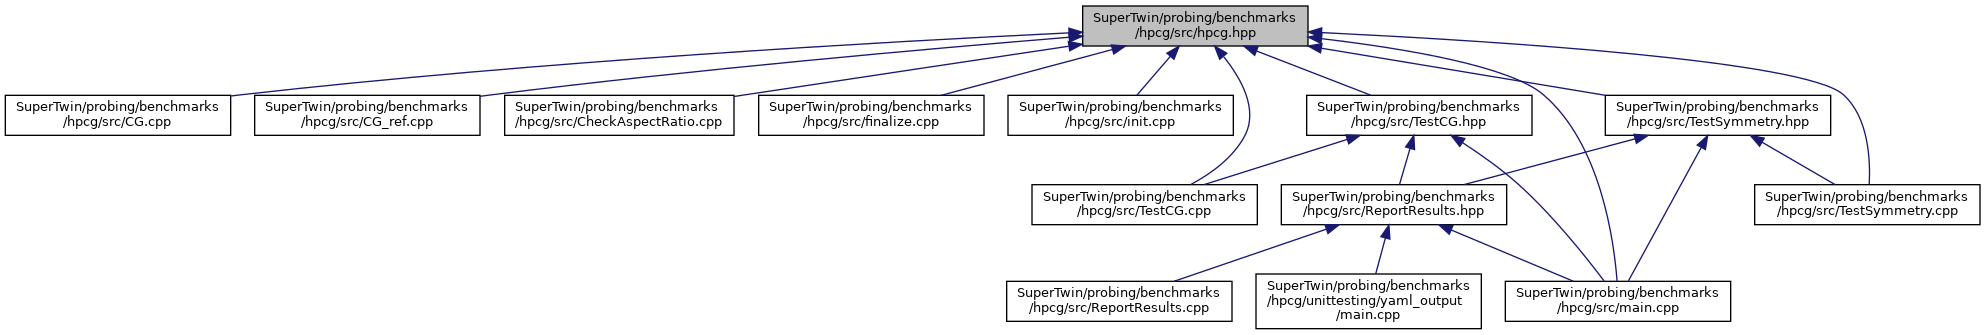 SuperTwin/probing/benchmarks
/hpcg/src/hpcg.hpp
SuperTwin/probing/benchmarks
/hpcg/src/CG.cpp
SuperTwin/probing/benchmarks
/hpcg/src/CG_ref.cpp
SuperTwin/probing/benchmarks
/hpcg/src/CheckAspectRatio.cpp
SuperTwin/probing/benchmarks
/hpcg/src/finalize.cpp
SuperTwin/probing/benchmarks
/hpcg/src/init.cpp
SuperTwin/probing/benchmarks
/hpcg/src/TestCG.hpp
SuperTwin/probing/benchmarks
/hpcg/src/TestSymmetry.hpp
SuperTwin/probing/benchmarks
/hpcg/src/TestCG.cpp
SuperTwin/probing/benchmarks
/hpcg/src/ReportResults.hpp
SuperTwin/probing/benchmarks
/hpcg/src/TestSymmetry.cpp
SuperTwin/probing/benchmarks
/hpcg/src/ReportResults.cpp
SuperTwin/probing/benchmarks
/hpcg/unittesting/yaml_output
/main.cpp
SuperTwin/probing/benchmarks
/hpcg/src/main.cpp